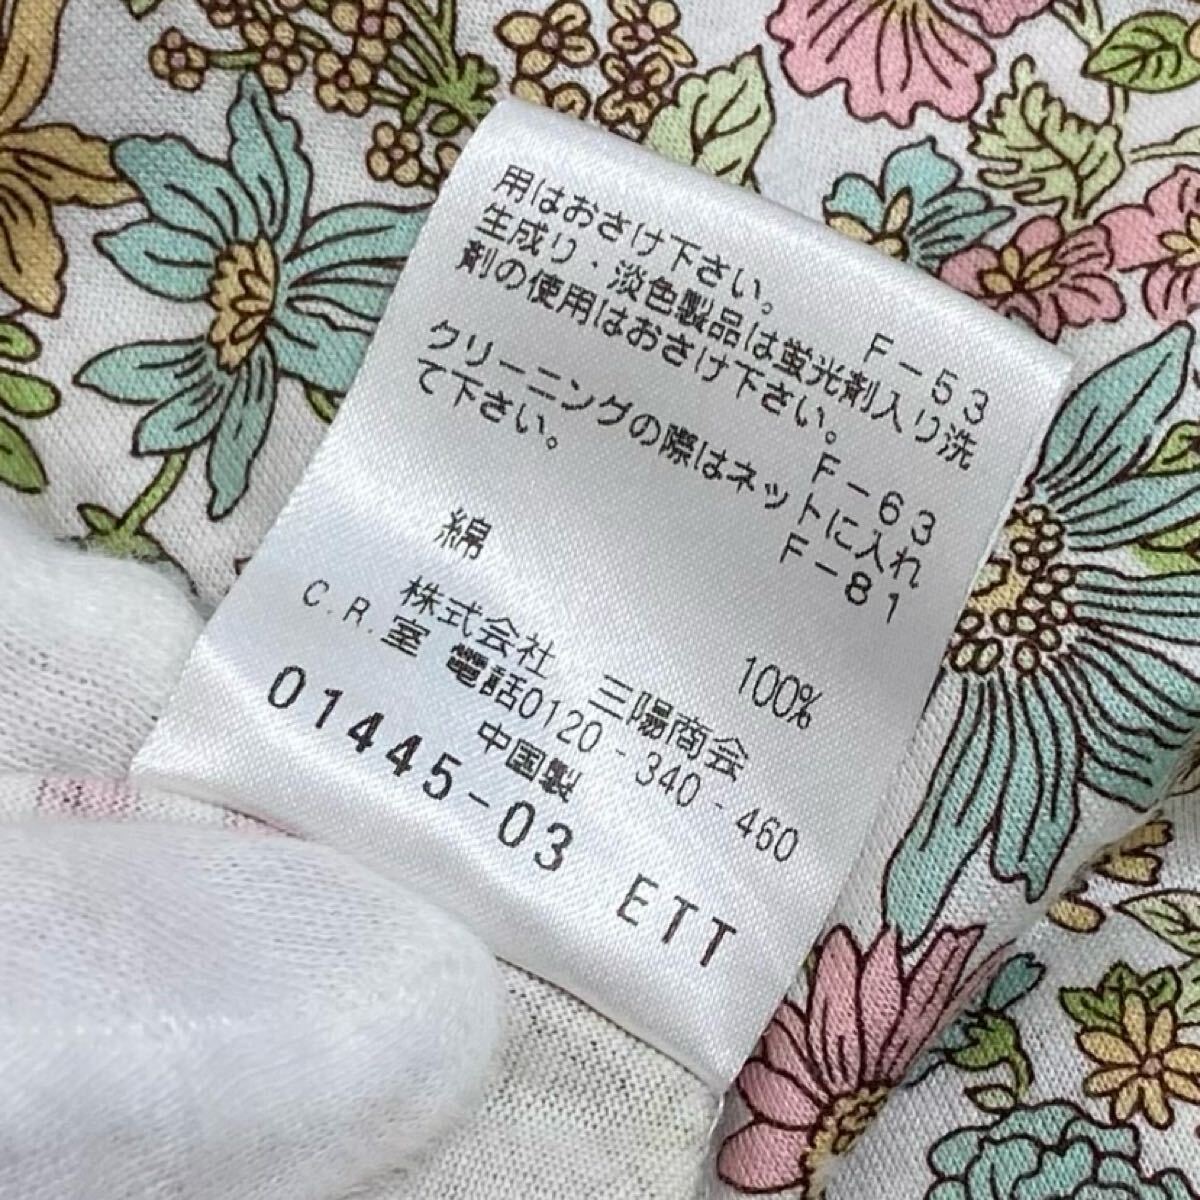 用はおさけ下さい。
F-53
生成り・淡色製品は蛍光剤入り洗
剤の使用はおさけ下さい。
F-63
クリーニングの際はネットに入れ
て下さい。
F-81
綿 100%
株式会社 三陽商会
C.R.室 電話0120-340-460
中国製
01445-03 ETT